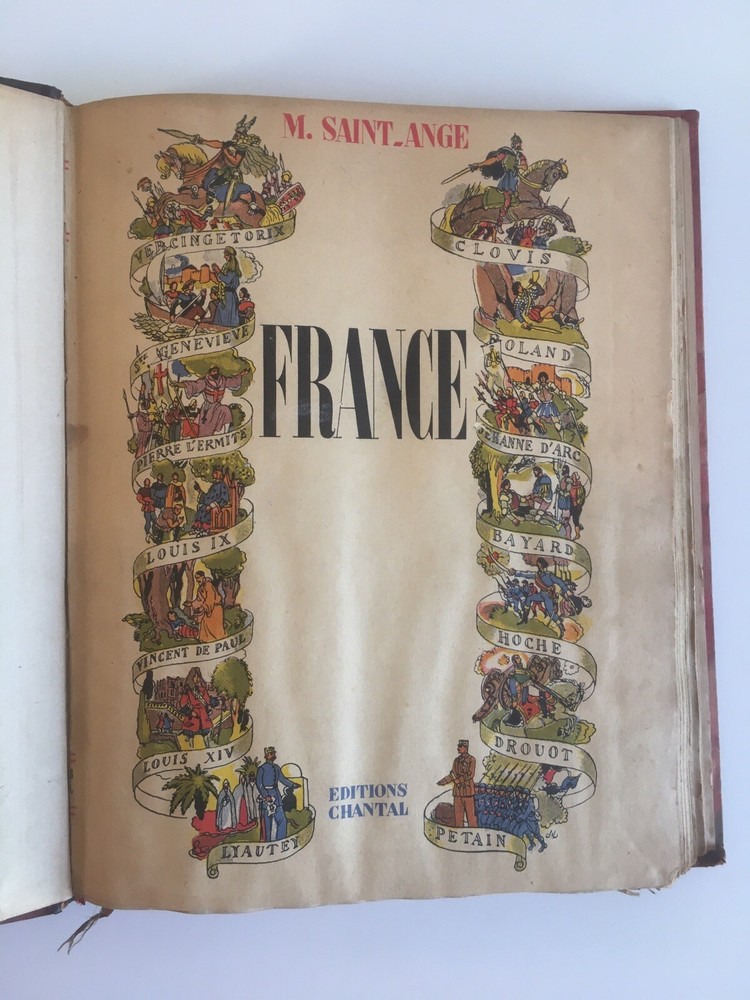 M. SAINT-ANGE
VERCINGETORIX
CLOVIS
STE GENEVIEVE
ROLAND
FRANCE
PIERRE L'ERMITE
JEHANNE D'ARC
LOUIS IX
BAYARD
VINCENT DE PAUL
HOCHE
LOUIS XIV
DROUOT
EDITIONS
CHANTAL
LYAUTEY
PETAIN